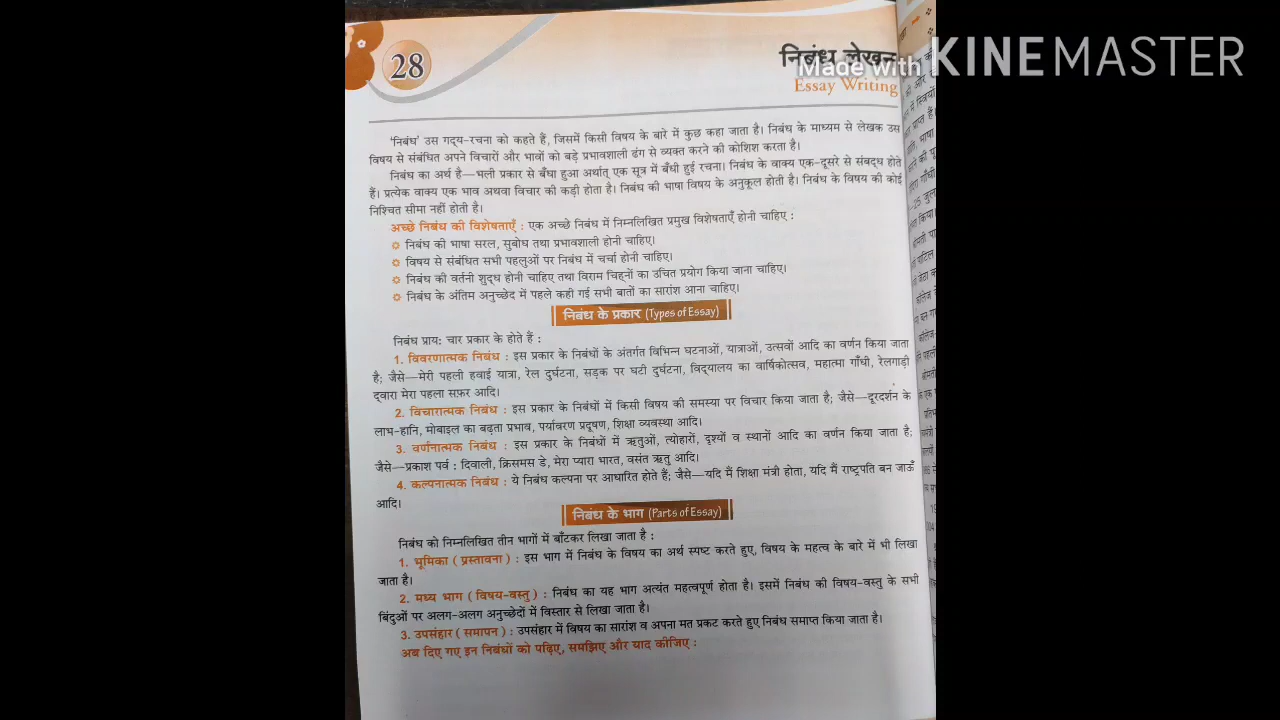 28
निबंध लेखन
Made with KINEMASTER
Essay Writing
'निबंध' उस गद्य-रचना को कहते हैं, जिसमें किसी विषय के बारे में कुछ कहा जाता है। निबंध के माध्यम से लेखक उस
विषय से संबंधित अपने विचारों और भावों को बड़े प्रभावशाली ढंग से व्यक्त करने की कोशिश करता है।
निबंध का अर्थ है—भली प्रकार से बँधा हुआ अर्थात् एक सूत्र में बँधी हुई रचना। निबंध के वाक्य एक-दूसरे से संबद्ध होते
हैं। प्रत्येक वाक्य एक भाव अथवा विचार की कड़ी होता है। निबंध की भाषा विषय के अनुकूल होती है। निबंध के विषय की कोई
निश्चित सीमा नहीं होती है।
अच्छे निबंध की विशेषताएँ : एक अच्छे निबंध में निम्नलिखित प्रमुख विशेषताएँ होनी चाहिए :
निबंध की भाषा सरल, सुबोध तथा प्रभावशाली होनी चाहिए।
विषय से संबंधित सभी पहलुओं पर निबंध में चर्चा होनी चाहिए।
निबंध की वर्तनी शुद्ध होनी चाहिए तथा विराम चिह्नों का उचित प्रयोग किया जाना चाहिए।
निबंध के अंतिम अनुच्छेद में पहले कही गई सभी बातों का सारांश आना चाहिए।
निबंध के प्रकार (Types of Essay)
निबंध प्रायः चार प्रकार के होते हैं :
1. विवरणात्मक निबंध : इस प्रकार के निबंधों के अंतर्गत विभिन्न घटनाओं, यात्राओं, उत्सवों आदि का वर्णन किया जाता
है; जैसे—मेरी पहली हवाई यात्रा, रेल दुर्घटना, सड़क पर घटी दुर्घटना, विद्यालय का वार्षिकोत्सव, महात्मा गाँधी, रेलगाड़ी
द्वारा मेरा पहला सफ़र आदि।
2. विचारात्मक निबंध : इस प्रकार के निबंधों में किसी विषय की समस्या पर विचार किया जाता है; जैसे—दूरदर्शन के
लाभ-हानि, मोबाइल का बढ़ता प्रभाव, पर्यावरण प्रदूषण, शिक्षा व्यवस्था आदि।
3. वर्णनात्मक निबंध : इस प्रकार के निबंधों में ऋतुओं, त्योहारों, दृश्यों व स्थानों आदि का वर्णन किया जाता है;
जैसे—प्रकाश पर्व : दिवाली, क्रिसमस डे, मेरा प्यारा भारत, वसंत ऋतु आदि।
4. कल्पनात्मक निबंध : ये निबंध कल्पना पर आधारित होते हैं; जैसे—यदि मैं शिक्षा मंत्री होता, यदि मैं राष्ट्रपति बन जाऊँ
आदि।
निबंध के भाग (Parts of Essay)
निबंध को निम्नलिखित तीन भागों में बाँटकर लिखा जाता है :
1. भूमिका (प्रस्तावना) : इस भाग में निबंध के विषय का अर्थ स्पष्ट करते हुए, विषय के महत्व के बारे में भी लिखा
जाता है।
2. मध्य भाग (विषय-वस्तु) : निबंध का यह भाग अत्यंत महत्वपूर्ण होता है। इसमें निबंध की विषय-वस्तु के सभी
बिंदुओं पर अलग-अलग अनुच्छेदों में विस्तार से लिखा जाता है।
3. उपसंहार (समापन) : उपसंहार में विषय का सारांश व अपना मत प्रकट करते हुए निबंध समाप्त किया जाता है।
अब दिए गए इन निबंधों को पढ़िए, समझिए और याद कीजिए :